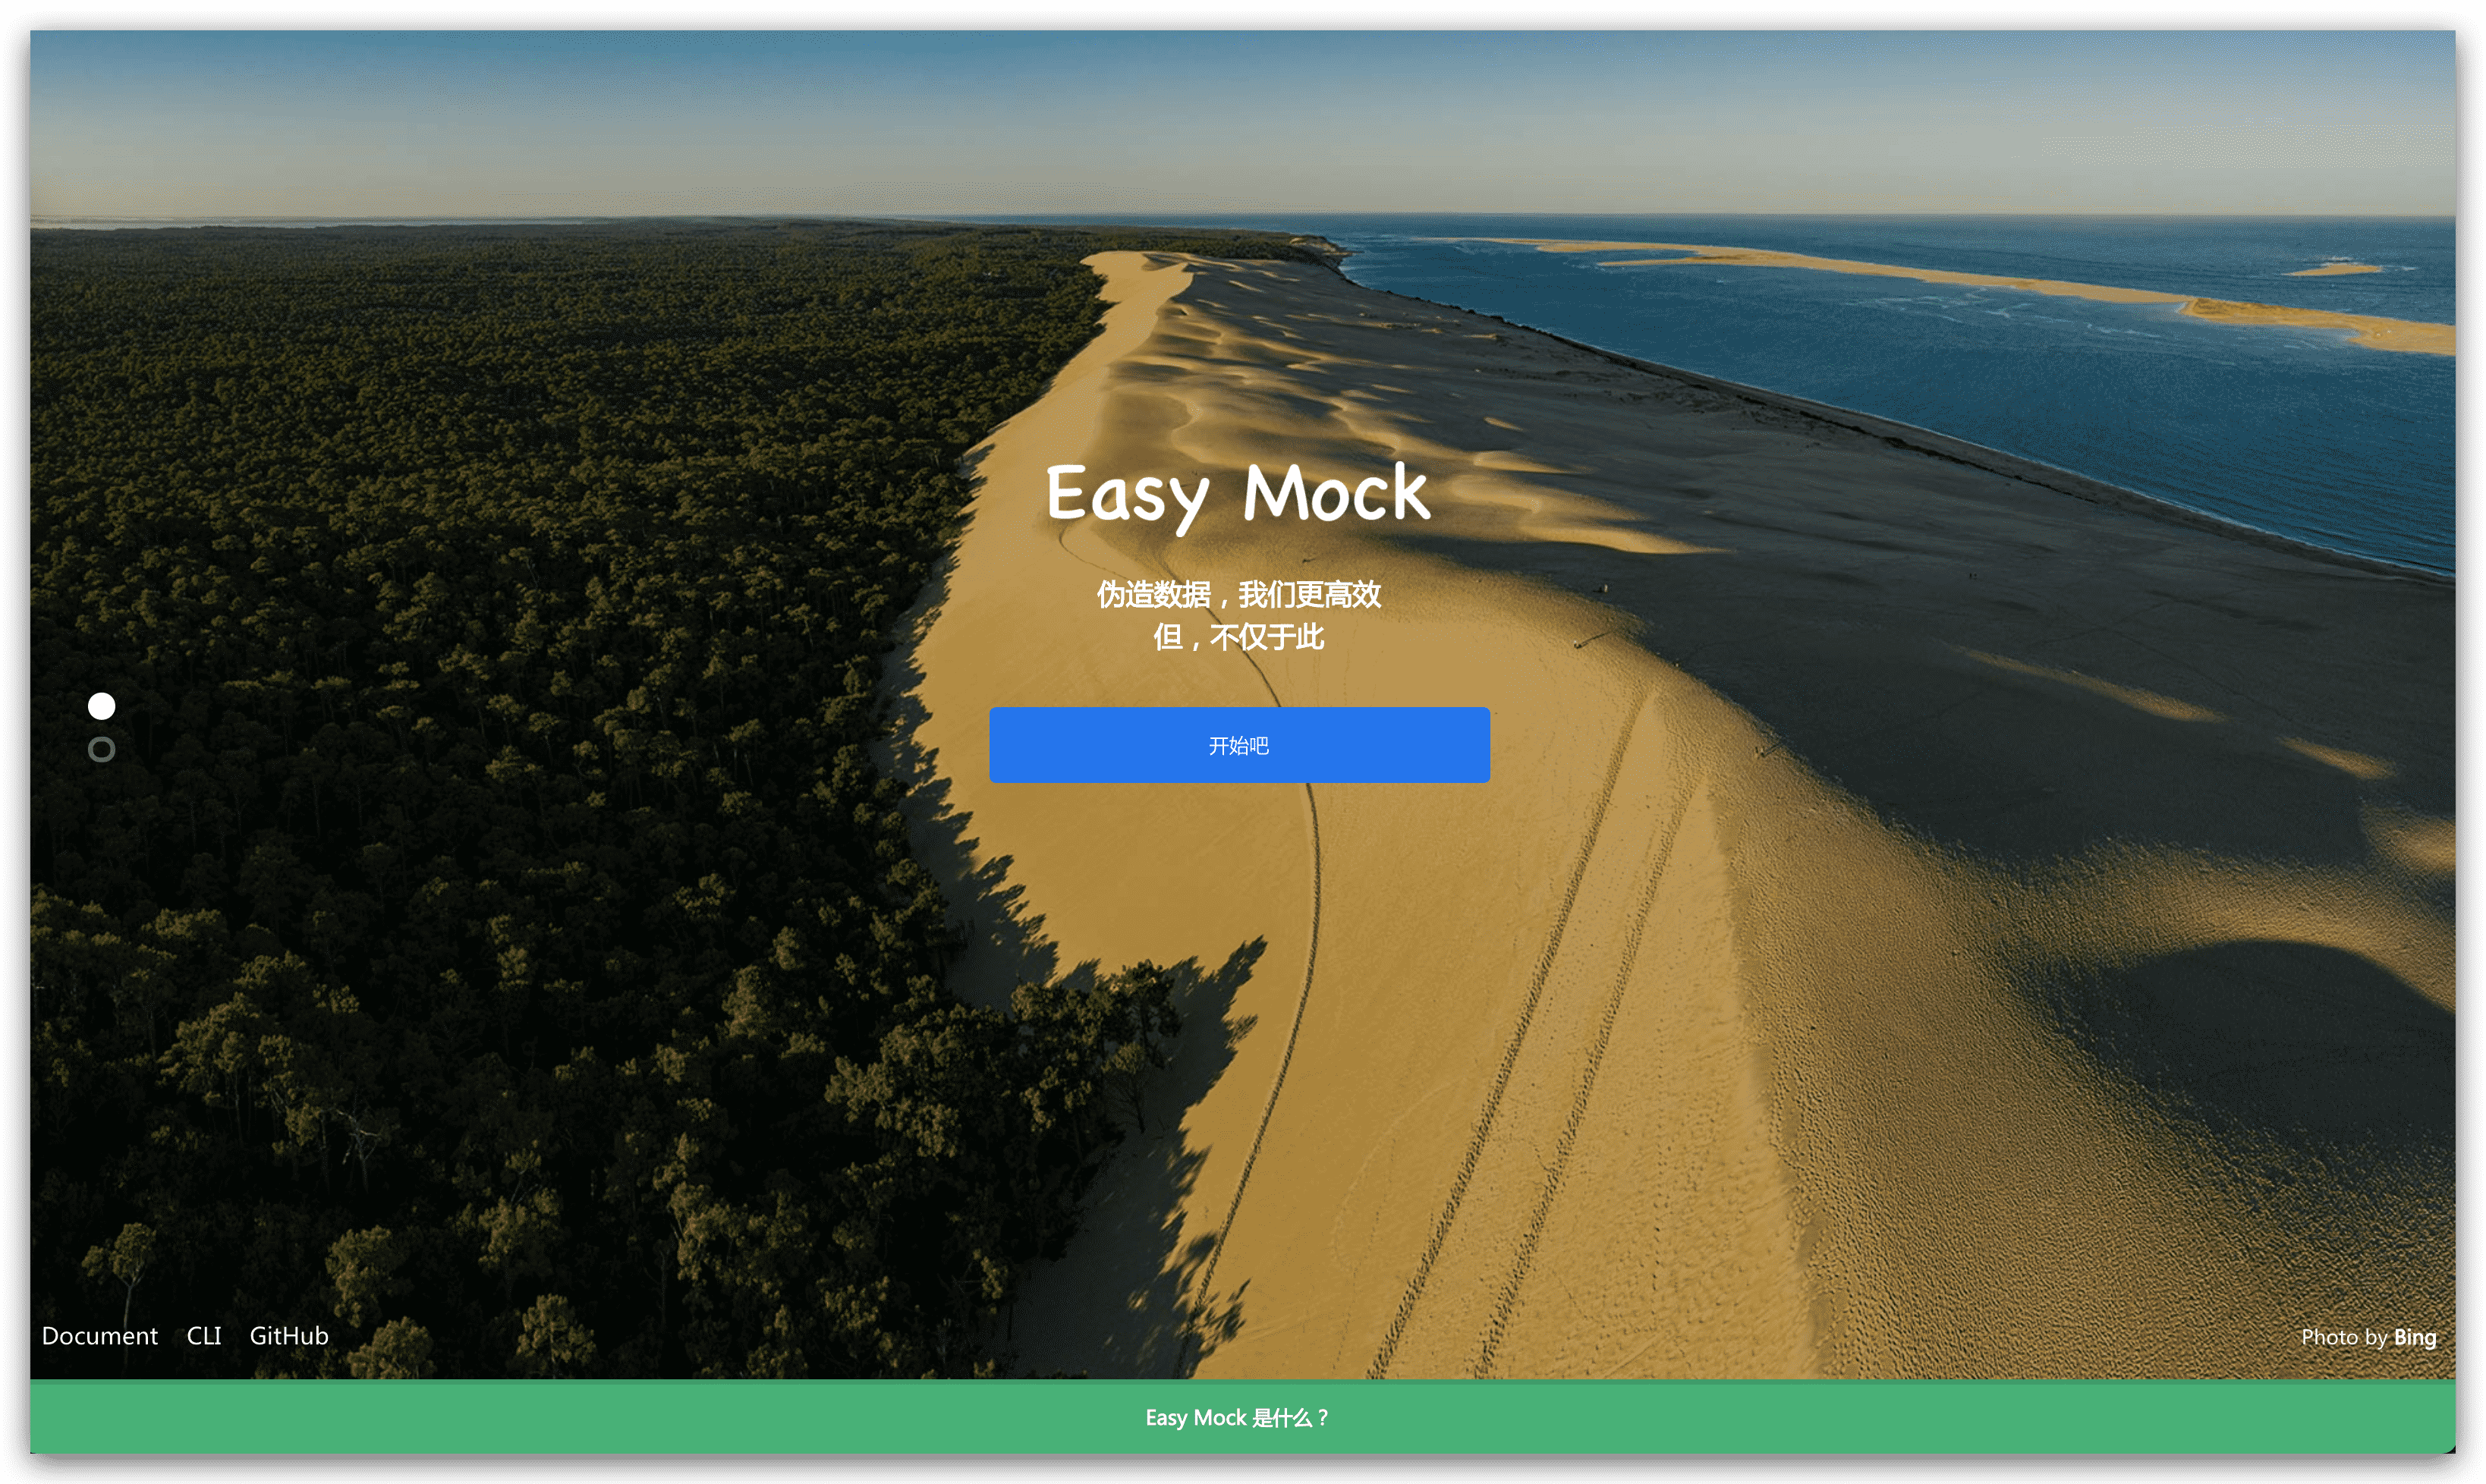 Easy Mock
伪造数据，我们更高效
但，不仅于此
开始吧
Document CLI GitHub
Photo by Bing
Easy Mock 是什么？